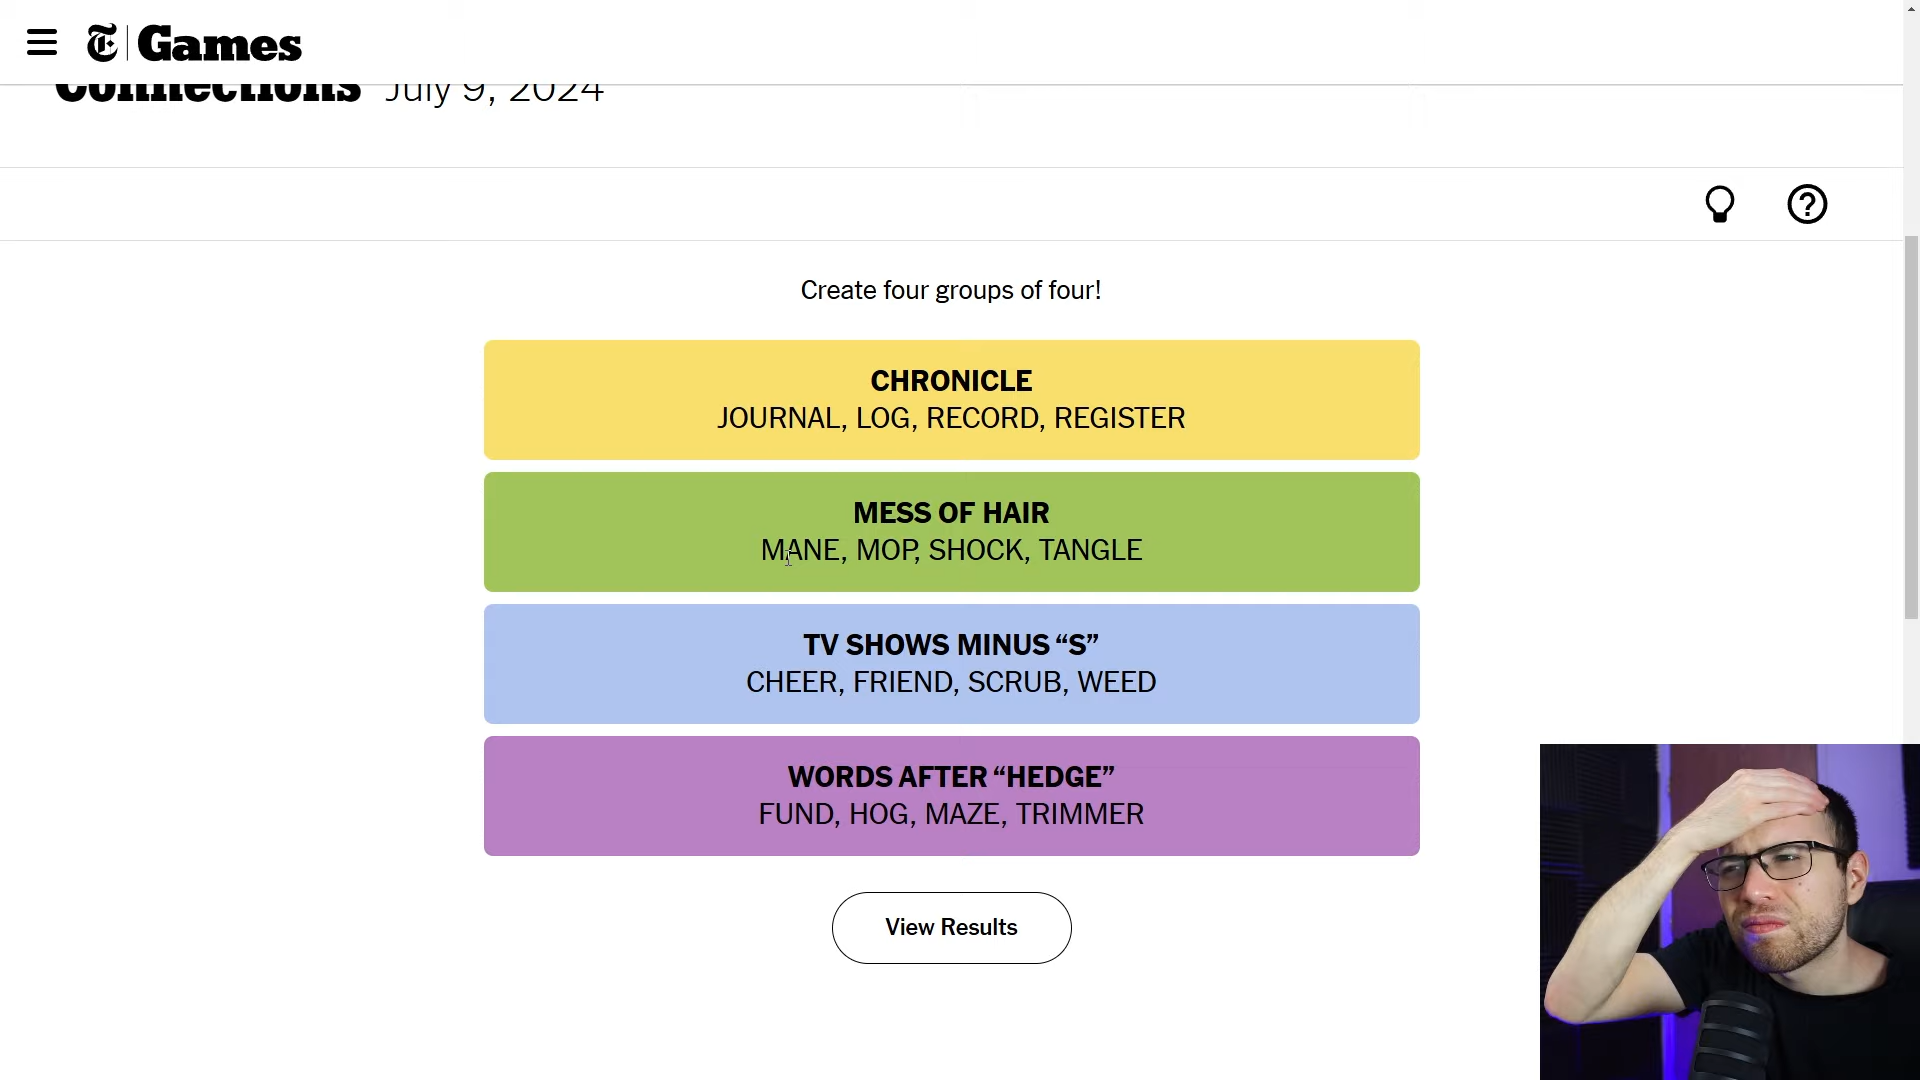 T Games
Connections July 9, 2024
Create four groups of four!
CHRONICLE
JOURNAL, LOG, RECORD, REGISTER
MESS OF HAIR
MANE, MOP, SHOCK, TANGLE
TV SHOWS MINUS “S”
CHEER, FRIEND, SCRUB, WEED
WORDS AFTER “HEDGE”
FUND, HOG, MAZE, TRIMMER
View Results